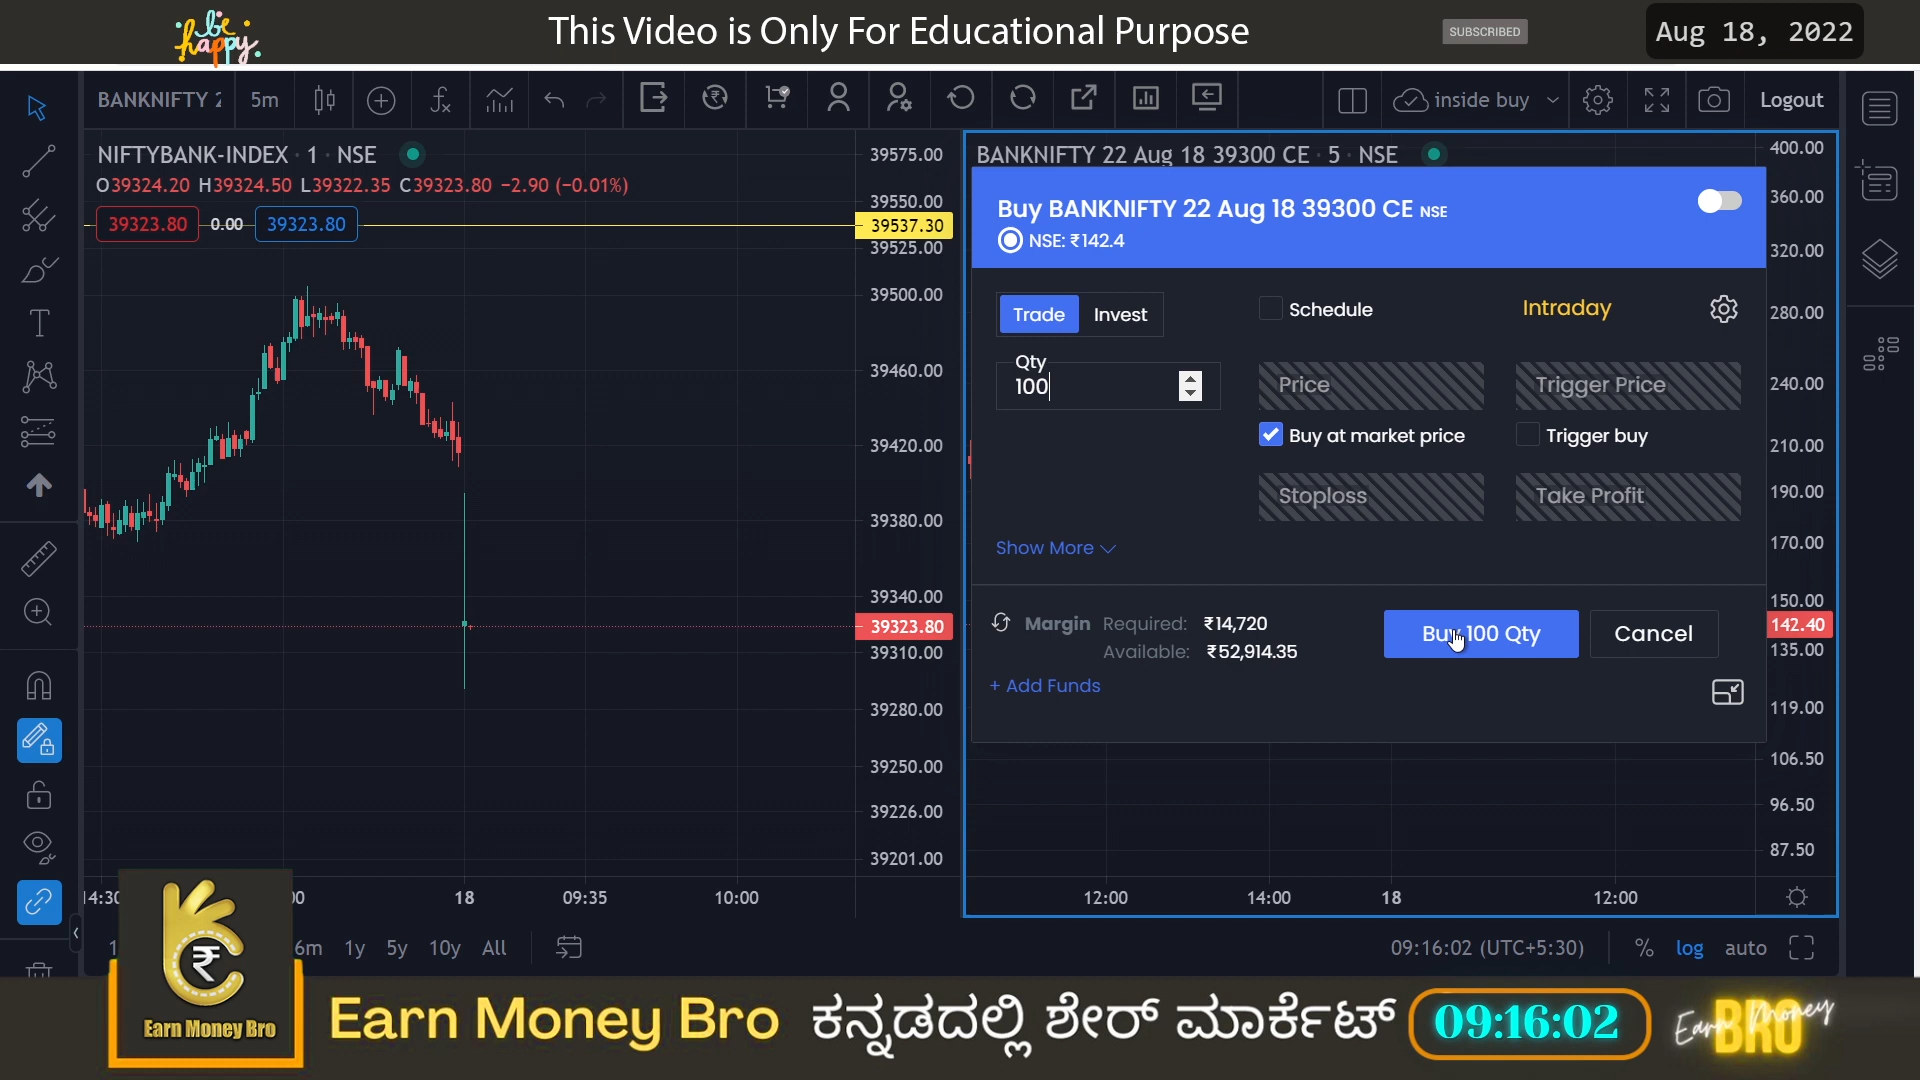 be happy.
This Video is Only For Educational Purpose
SUBSCRIBED
Aug 18, 2022
BANKNIFTY 2
5m
inside buy
Logout
NIFTYBANK-INDEX · 1 · NSE
O39324.20 H39324.50 L39322.35 C39323.80 −2.90 (−0.01%)
39323.80
0.00
39323.80
39575.00
39550.00
39537.30
39525.00
39500.00
39460.00
39420.00
39380.00
39340.00
39323.80
39310.00
39280.00
39250.00
39226.00
39201.00
BANKNIFTY 22 Aug 18 39300 CE · 5 · NSE
Buy BANKNIFTY 22 Aug 18 39300 CE NSE
NSE: ₹142.4
Trade
Invest
Schedule
Intraday
Qty
100
Price
Trigger Price
Buy at market price
Trigger buy
Stoploss
Take Profit
Show More
Margin
Required: ₹14,720
Available: ₹52,914.35
Buy 100 Qty
Cancel
+ Add Funds
400.00
360.00
320.00
280.00
240.00
210.00
190.00
170.00
150.00
142.40
135.00
119.00
106.50
96.50
87.50
18
09:35
10:00
12:00
14:00
18
12:00
6m 1y 5y 10y All
09:16:02 (UTC+5:30)
% log auto
Earn Money Bro
Earn Money Bro ಕನ್ನಡದಲ್ಲಿ ಶೇರ್ ಮಾರ್ಕೆಟ್ 09:16:02
Earn Money BRO